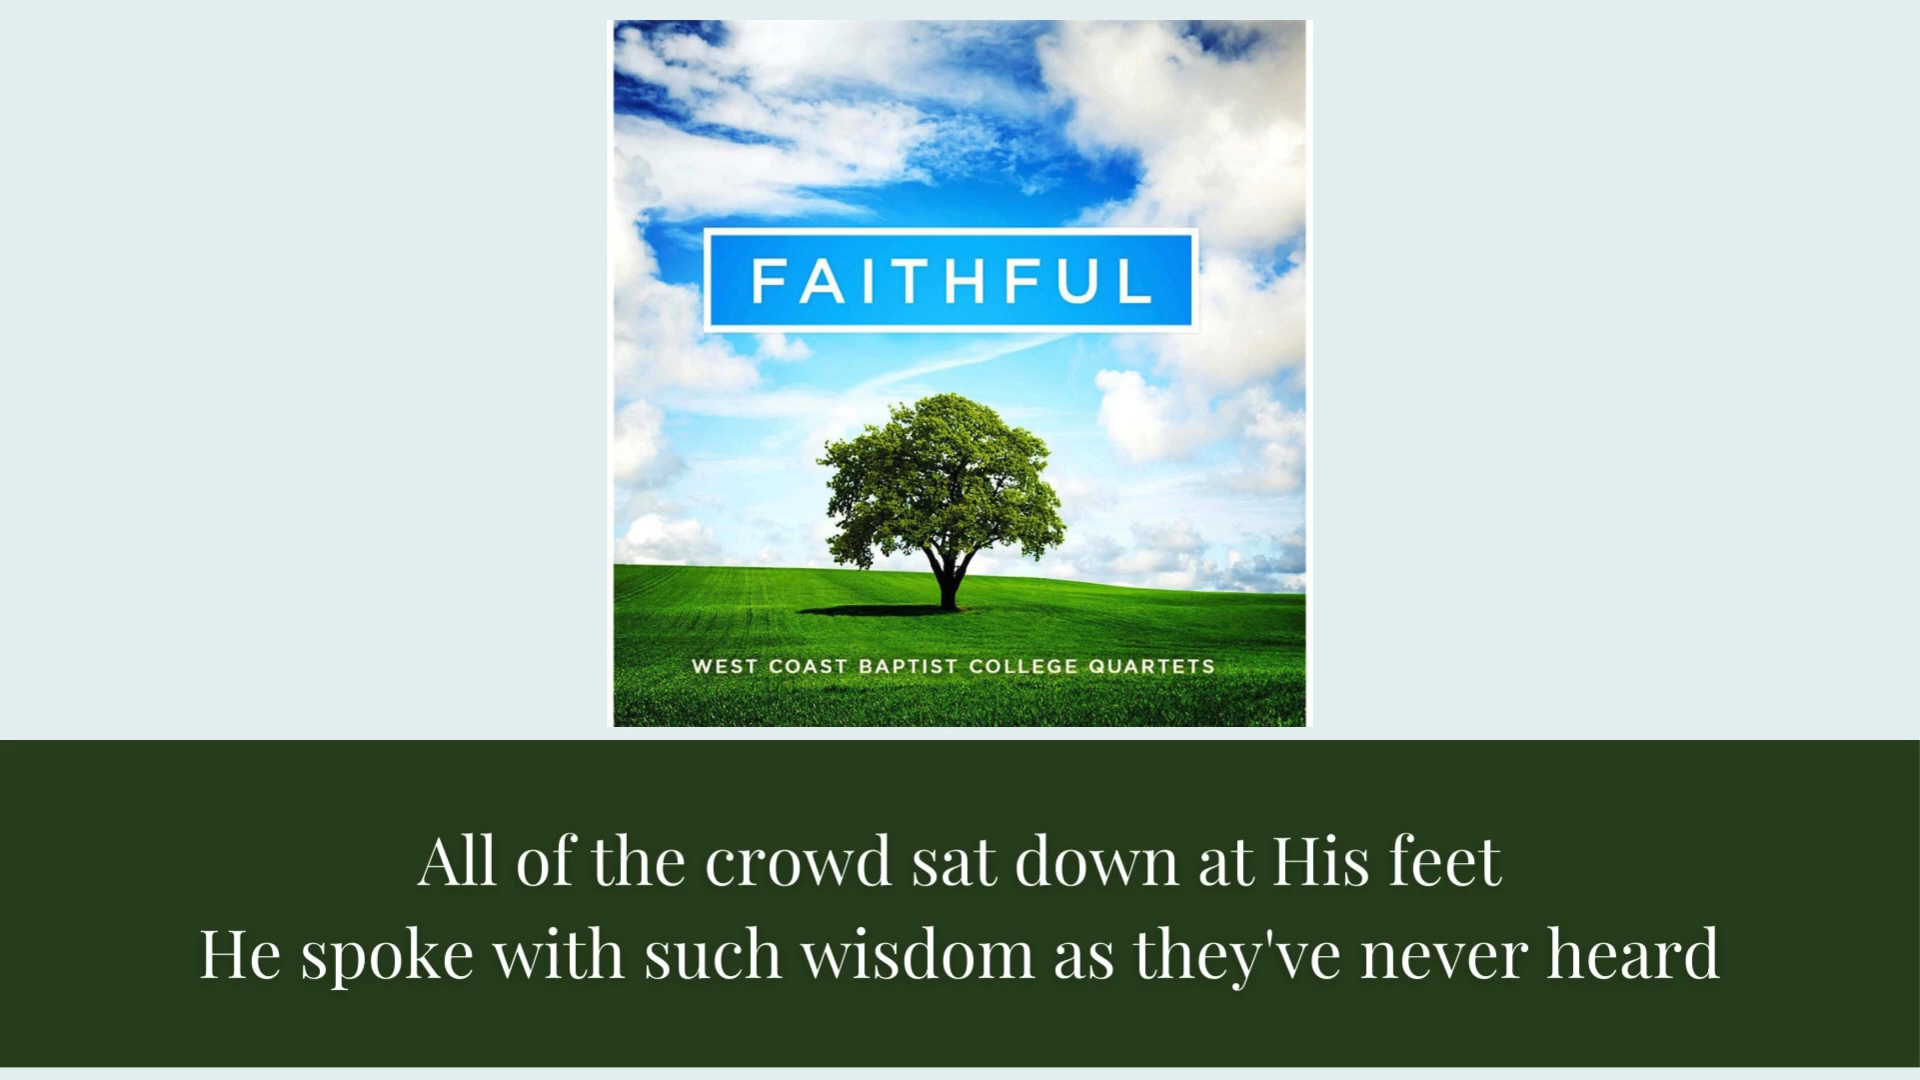 FAITHFUL
WEST COAST BAPTIST COLLEGE QUARTETS
All of the crowd sat down at His feet
He spoke with such wisdom as they've never heard